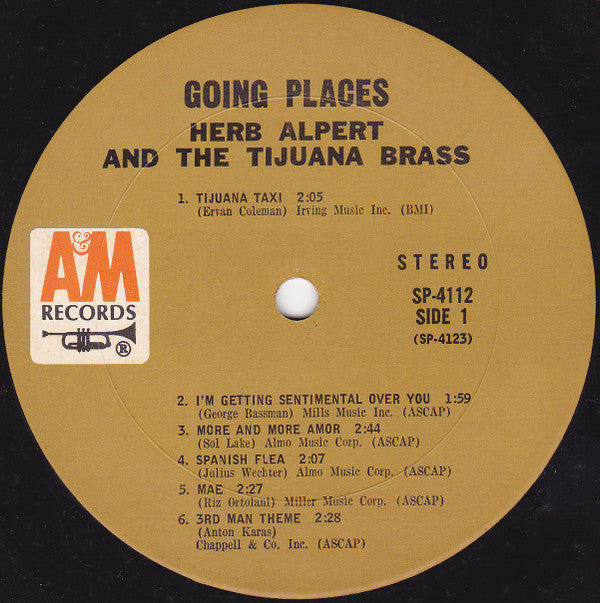 GOING PLACES
HERB ALPERT
AND THE TIJUANA BRASS
1. TIJUANA TAXI 2:05
(Ervan Coleman) Irving Music Inc. (BMI)
A&M
RECORDS
®
STEREO
SP-4112
SIDE 1
(SP-4123)
2. I'M GETTING SENTIMENTAL OVER YOU 1:59
(George Bassman) Mills Music Inc. (ASCAP)
3. MORE AND MORE AMOR 2:44
(Sol Lake) Almo Music Corp. (ASCAP)
4. SPANISH FLEA 2:07
(Julius Wechter) Almo Music Corp. (ASCAP)
5. MAE 2:27
(Riz Ortolani) Miller Music Corp. (ASCAP)
6. 3RD MAN THEME 2:28
(Anton Karas)
Chappell & Co. Inc. (ASCAP)